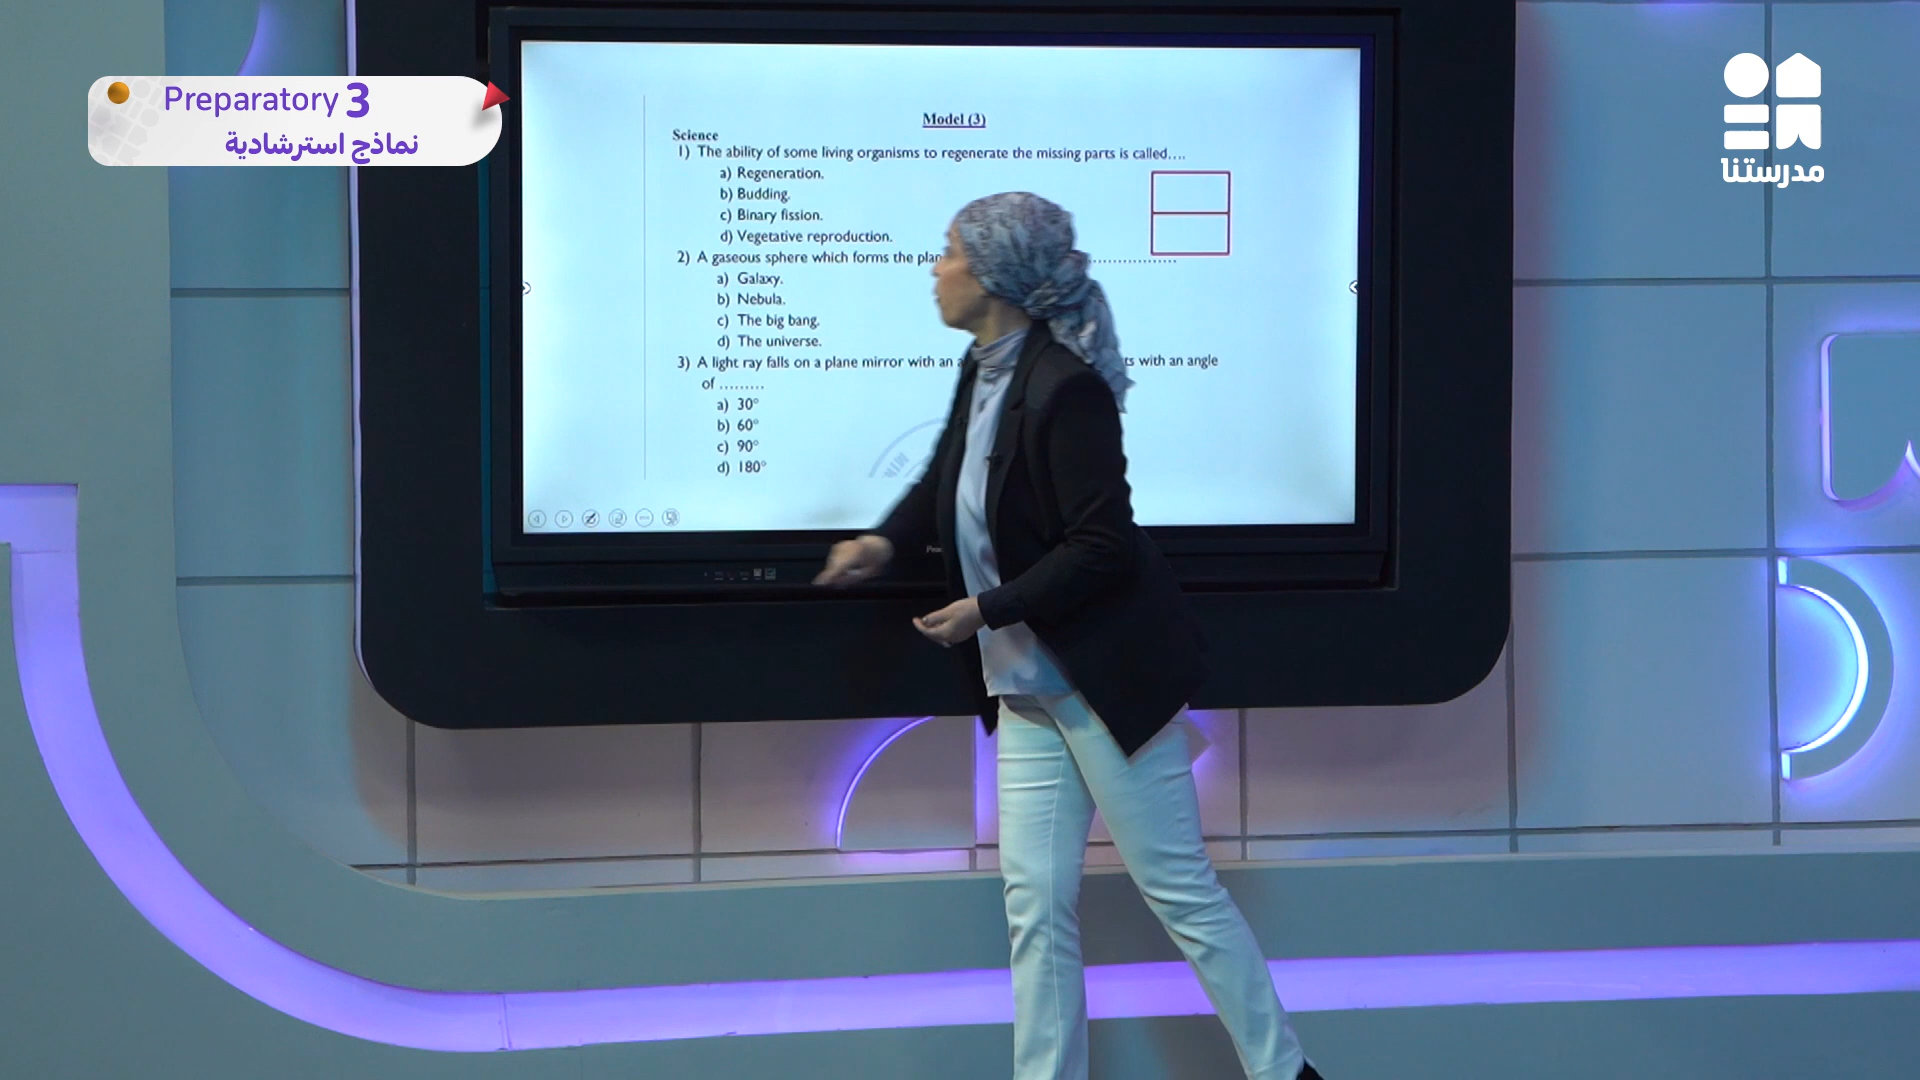 Preparatory 3
نماذج استرشادية
مدرستنا
Model (3)
Science
1) The ability of some living organisms to regenerate the missing parts is called....
a) Regeneration.
b) Budding.
c) Binary fission.
d) Vegetative reproduction.
2) A gaseous sphere which forms the
a) Galaxy.
b) Nebula.
c) The big bang.
d) The universe.
3) A light ray falls on a plane mirror with an with an angle
of .........
a) 30°
b) 60°
c) 90°
d) 180°